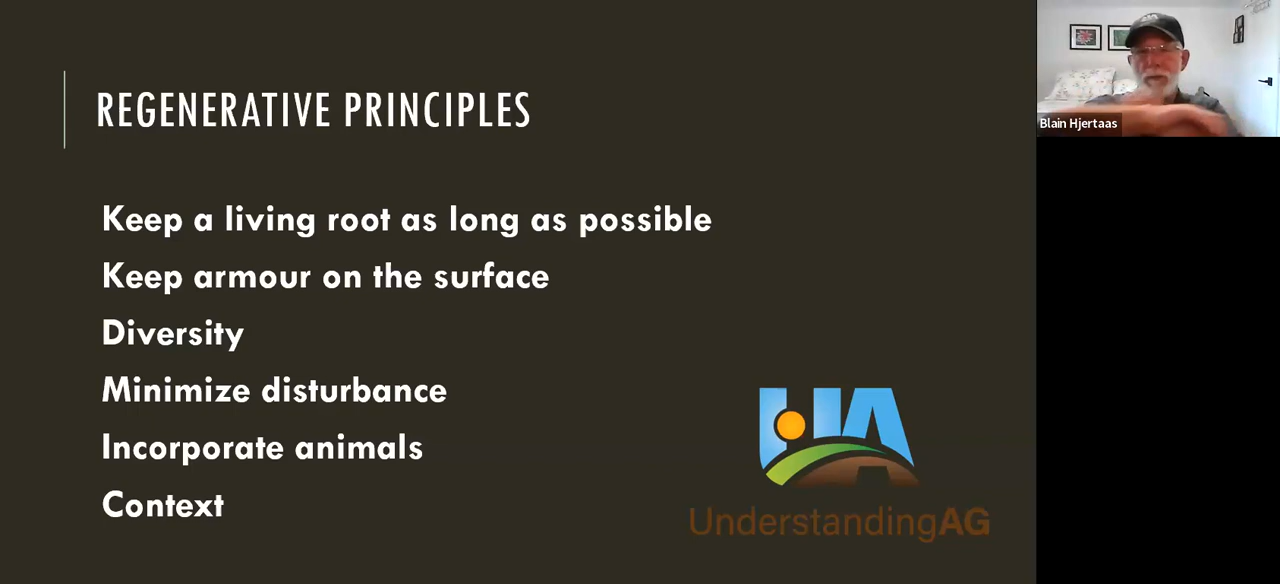 REGENERATIVE PRINCIPLES
Keep a living root as long as possible
Keep armour on the surface
Diversity
Minimize disturbance
Incorporate animals
Context
UA
UnderstandingAG
Blain Hjertaas